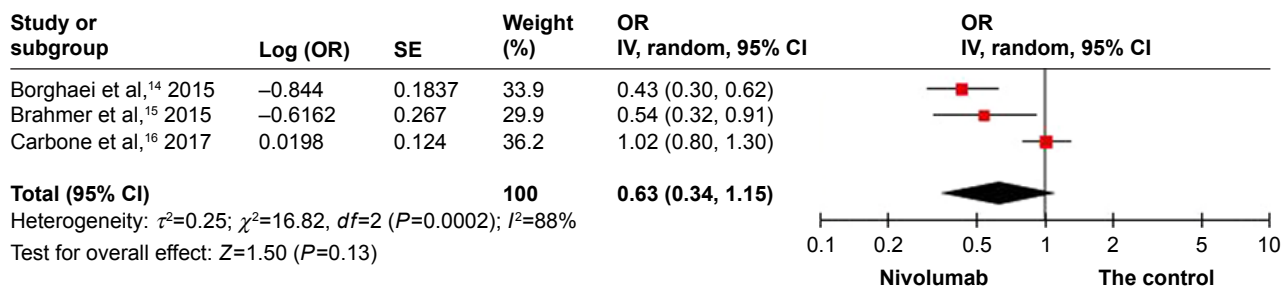 Study or subgroup Log (OR) SE Weight (%) OR IV, random, 95% CI OR IV, random, 95% CI
Borghaei et al,¹⁴ 2015 –0.844 0.1837 33.9 0.43 (0.30, 0.62)
Brahmer et al,¹⁵ 2015 –0.6162 0.267 29.9 0.54 (0.32, 0.91)
Carbone et al,¹⁶ 2017 0.0198 0.124 36.2 1.02 (0.80, 1.30)
Total (95% CI) 100 0.63 (0.34, 1.15)
Heterogeneity: τ²=0.25; χ²=16.82, df=2 (P=0.0002); I²=88%
Test for overall effect: Z=1.50 (P=0.13)
0.1 0.2 0.5 1 2 5 10
Nivolumab The control